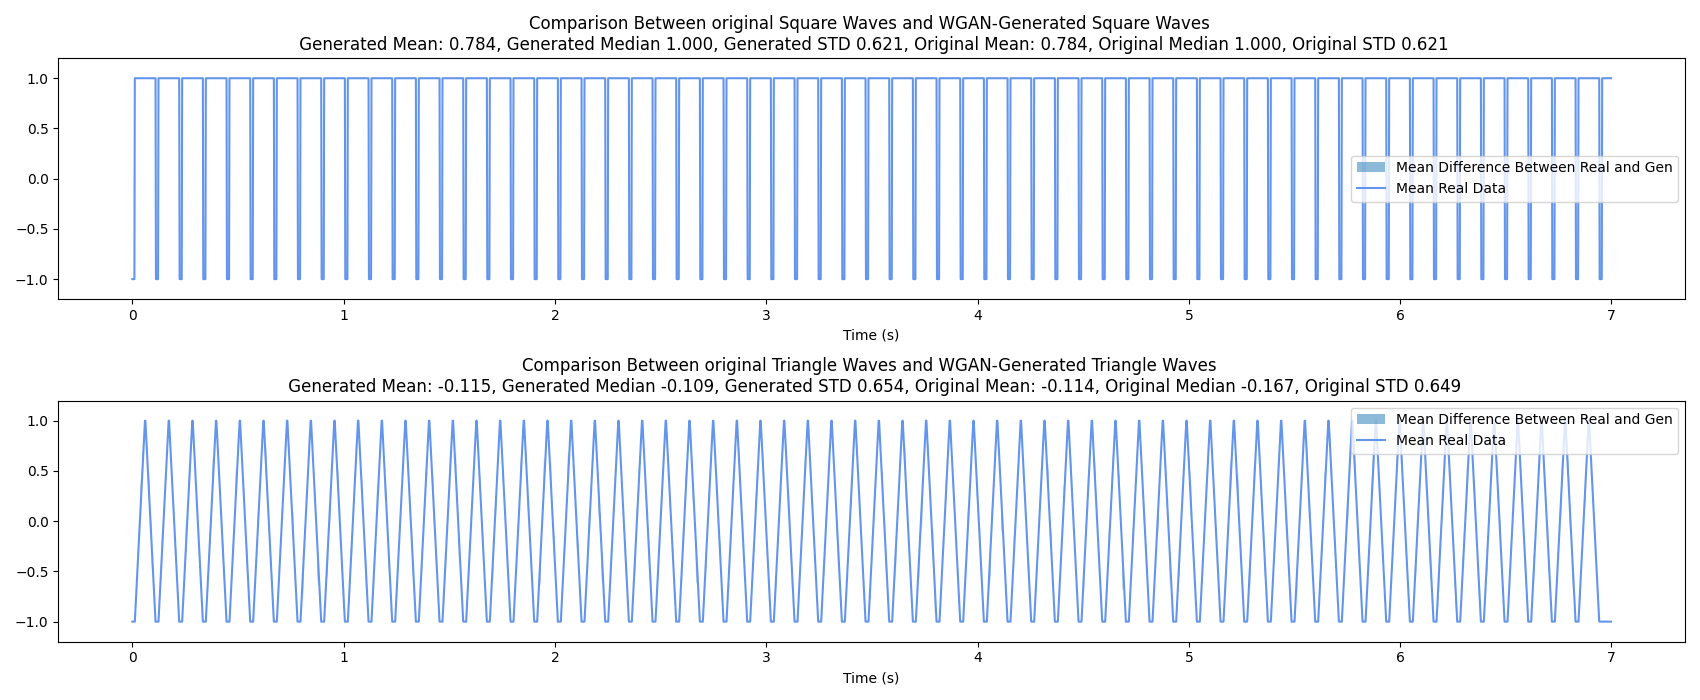 Comparison Between original Square Waves and WGAN-Generated Square Waves
Generated Mean: 0.784, Generated Median 1.000, Generated STD 0.621, Original Mean: 0.784, Original Median 1.000, Original STD 0.621
1.0
0.5
0.0
−0.5
−1.0
Mean Difference Between Real and Gen
Mean Real Data
0 1 2 3 4 5 6 7
Time (s)
Comparison Between original Triangle Waves and WGAN-Generated Triangle Waves
Generated Mean: -0.115, Generated Median -0.109, Generated STD 0.654, Original Mean: -0.114, Original Median -0.167, Original STD 0.649
1.0
0.5
0.0
−0.5
−1.0
Mean Difference Between Real and Gen
Mean Real Data
0 1 2 3 4 5 6 7
Time (s)